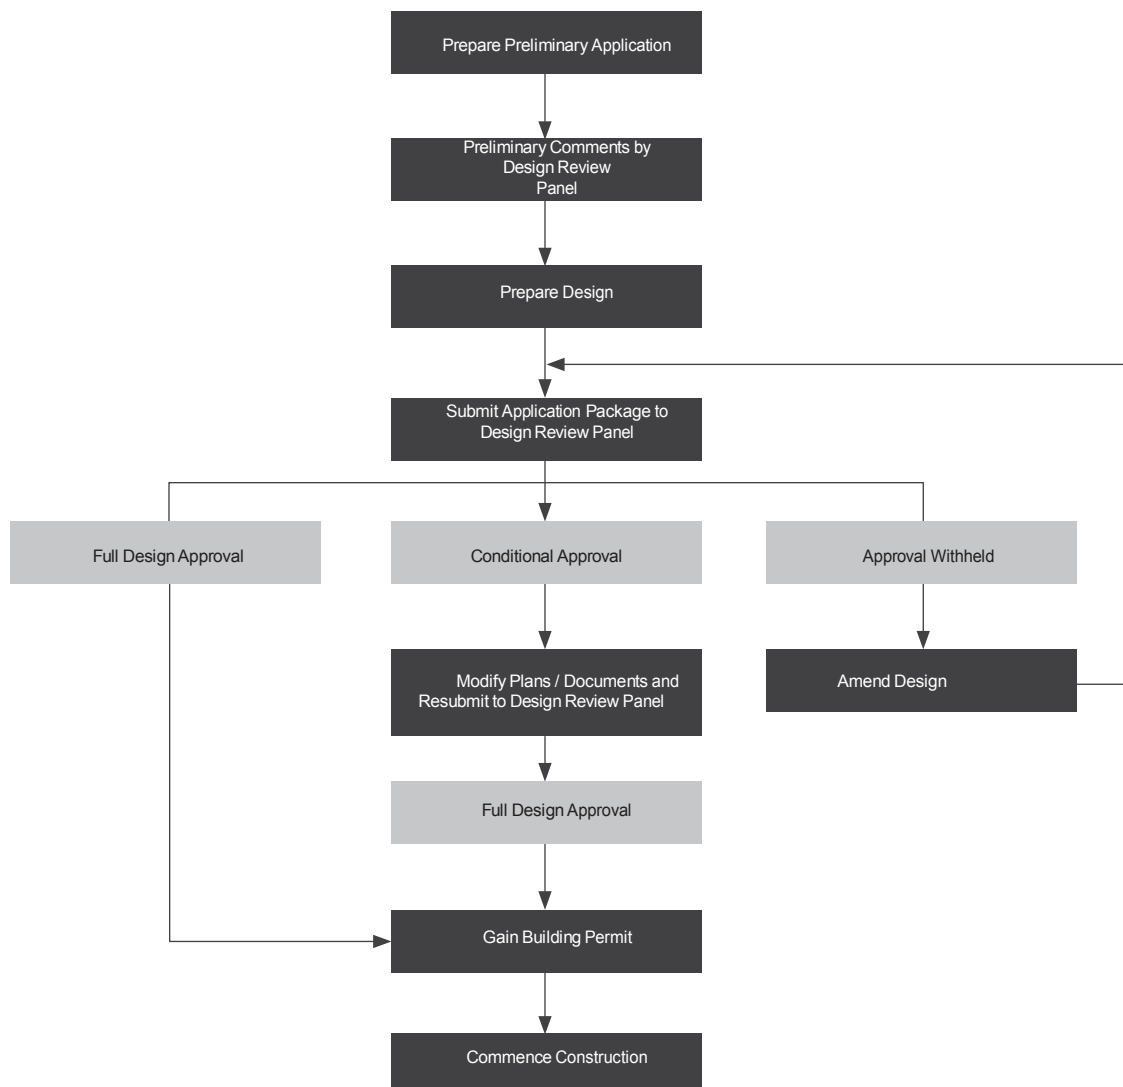 Prepare Preliminary Application
Preliminary Comments by
Design Review
Panel
Prepare Design
Submit Application Package to
Design Review Panel
Full Design Approval
Conditional Approval
Approval Withheld
Modify Plans / Documents and
Resubmit to Design Review Panel
Amend Design
Full Design Approval
Gain Building Permit
Commence Construction